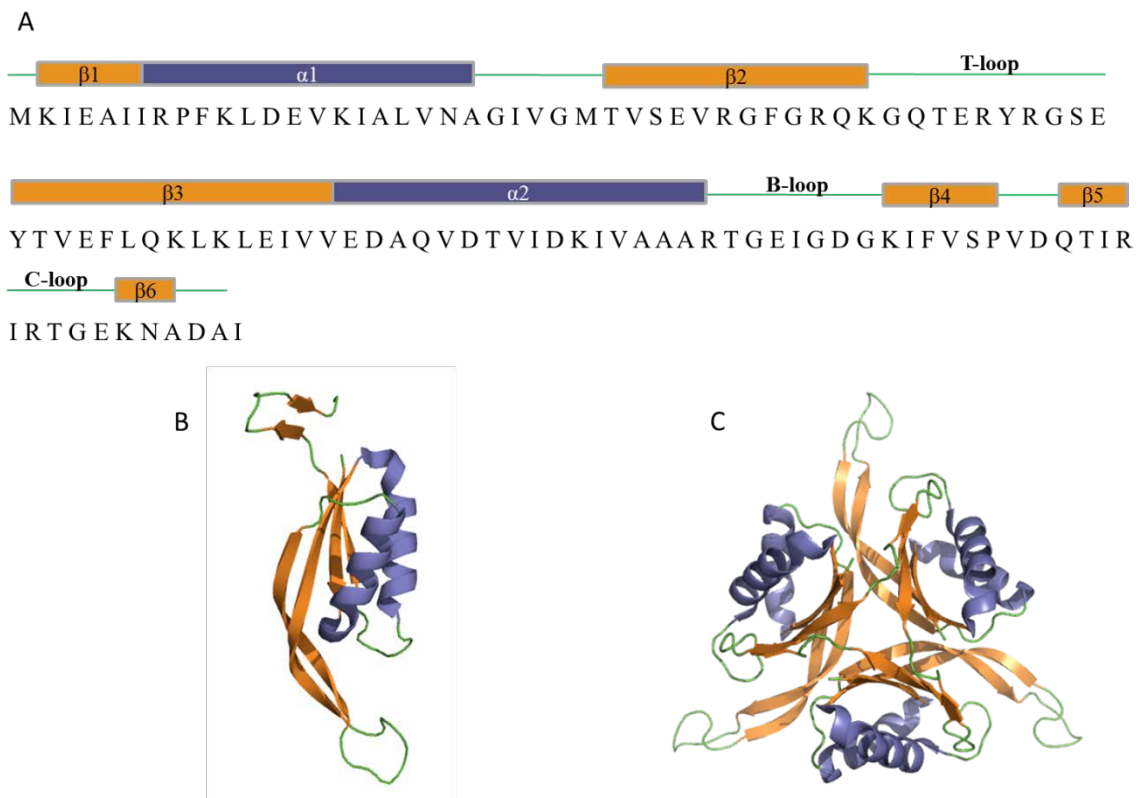 A
β1 α1 β2 T-loop
M K I E A I I R P F K L D E V K I A L V N A G I V G M T V S E V R G F G R Q K G Q T E R Y R G S E
β3 α2 B-loop β4 β5
Y T V E F L Q K L K L E I V V E D A Q V D T V I D K I V A A A R T G E I G D G K I F V S P V D Q T I R
C-loop β6
I R T G E K N A D A I
B
C